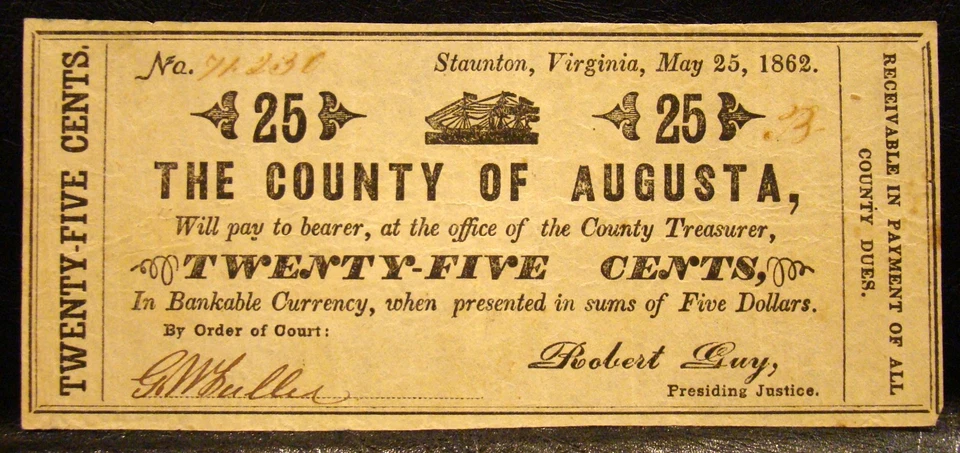 TWENTY-FIVE CENTS.
No. 71230
Staunton, Virginia, May 25, 1862.
25 25
B
THE COUNTY OF AUGUSTA,
Will pay to bearer, at the office of the County Treasurer,
TWENTY-FIVE CENTS,
In Bankable Currency, when presented in sums of Five Dollars.
By Order of Court:
Robert Guy,
Presiding Justice.
RECEIVABLE IN PAYMENT OF ALL
COUNTY DUES.